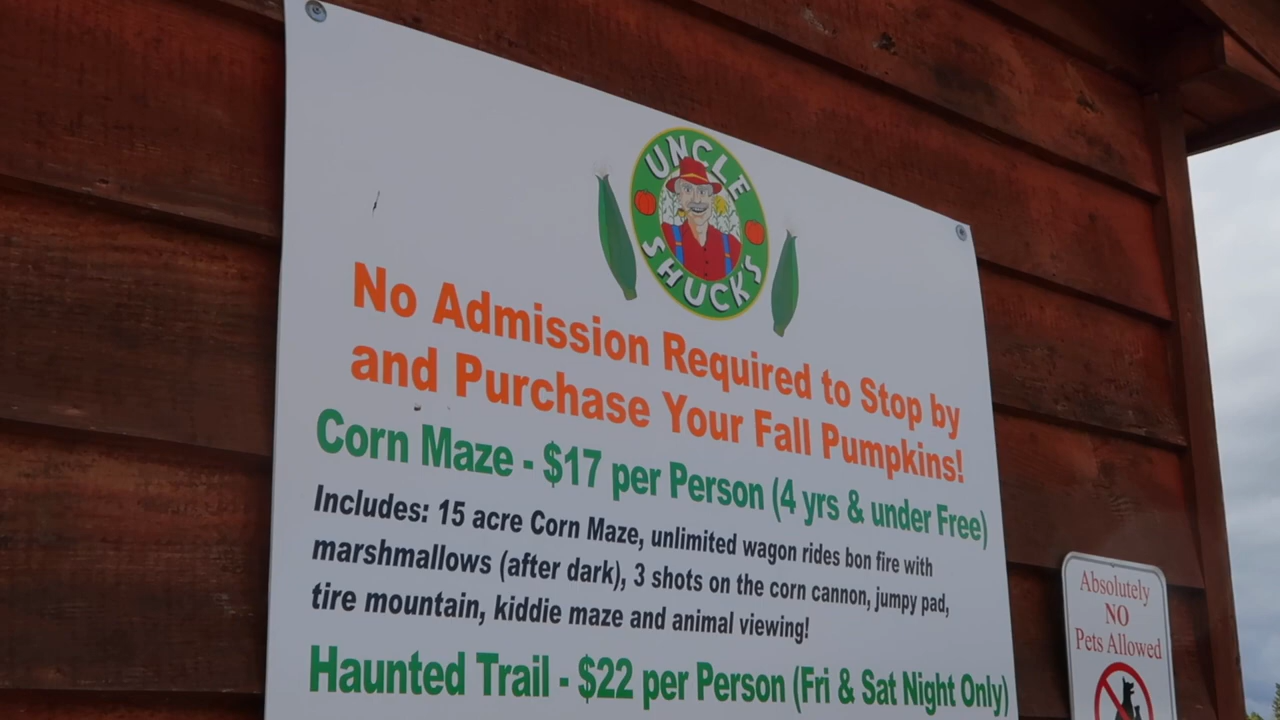 UNCLE
SHUCK'S
No Admission Required to Stop by
and Purchase Your Fall Pumpkins!
Corn Maze - $17 per Person (4 yrs & under Free)
Includes: 15 acre Corn Maze, unlimited wagon rides bon fire with
marshmallows (after dark), 3 shots on the corn cannon, jumpy pad,
tire mountain, kiddie maze and animal viewing!
Haunted Trail - $22 per Person (Fri & Sat Night Only)
Absolutely
NO
Pets Allowed